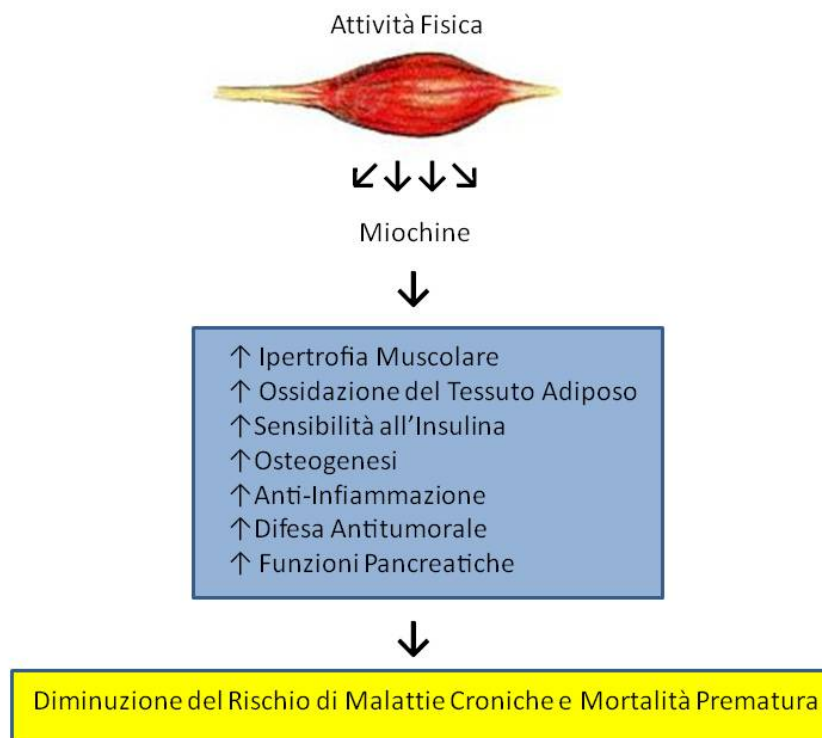 Attività Fisica
Miochine
↑ Ipertrofia Muscolare
↑ Ossidazione del Tessuto Adiposo
↑Sensibilità all’Insulina
↑Osteogenesi
↑Anti-Infiammazione
↑Difesa Antitumorale
↑ Funzioni Pancreatiche
Diminuzione del Rischio di Malattie Croniche e Mortalità Prematura